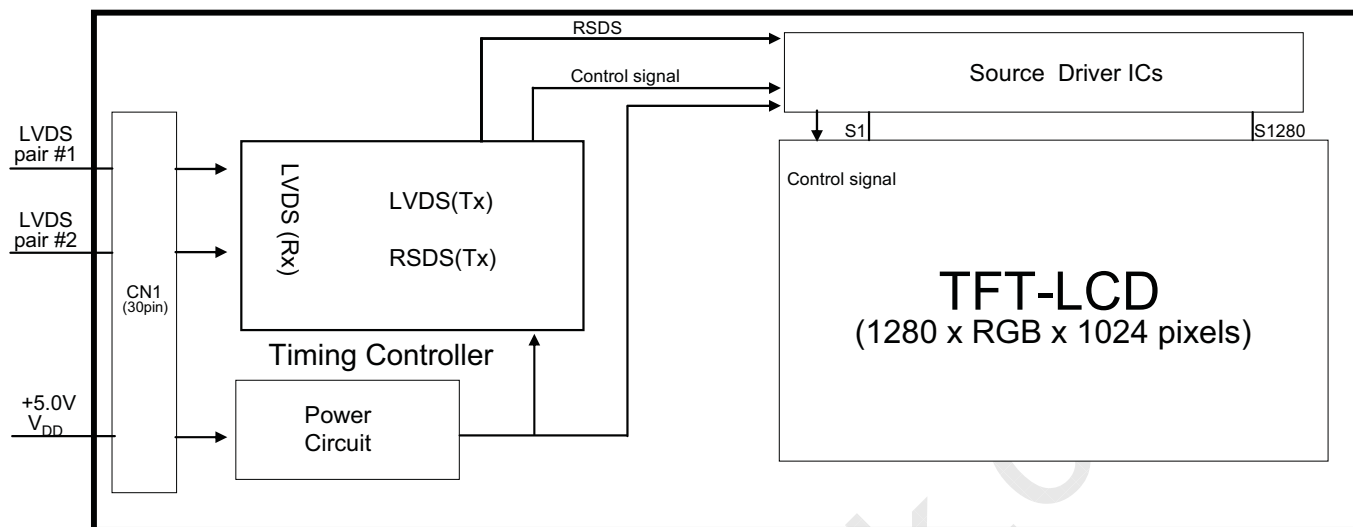 RSDS
Control signal
Source Driver ICs
S1
S1280
LVDS
pair #1
LVDS
pair #2
CN1
(30pin)
LVDS (Rx)
LVDS(Tx)
RSDS(Tx)
Timing Controller
Control signal
TFT-LCD
(1280 x RGB x 1024 pixels)
+5.0V
VDD
Power
Circuit